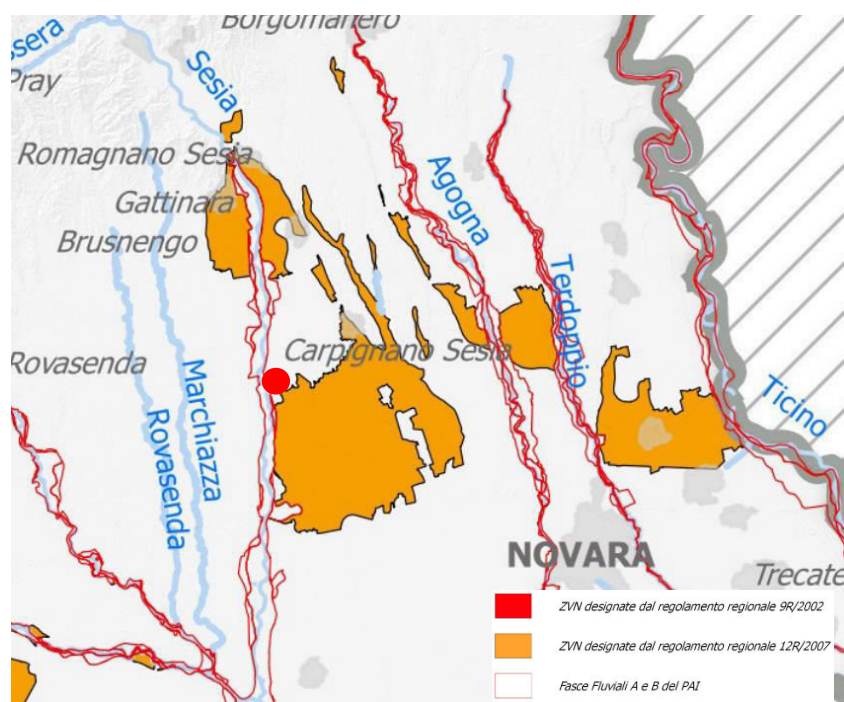 Borgomanero
ssera
Pray
Sesia
Romagnano Sesia
Agogna
Gattinara
Brusnengo
Terdoppio
Carpignano Sesia
Rovasenda
Marchiazza
Rovasenda
Ticino
NOVARA
Trecate
ZVN designate dal regolamento regionale 9R/2002
ZVN designate dal regolamento regionale 12R/2007
Fasce Fluviali A e B del PAI